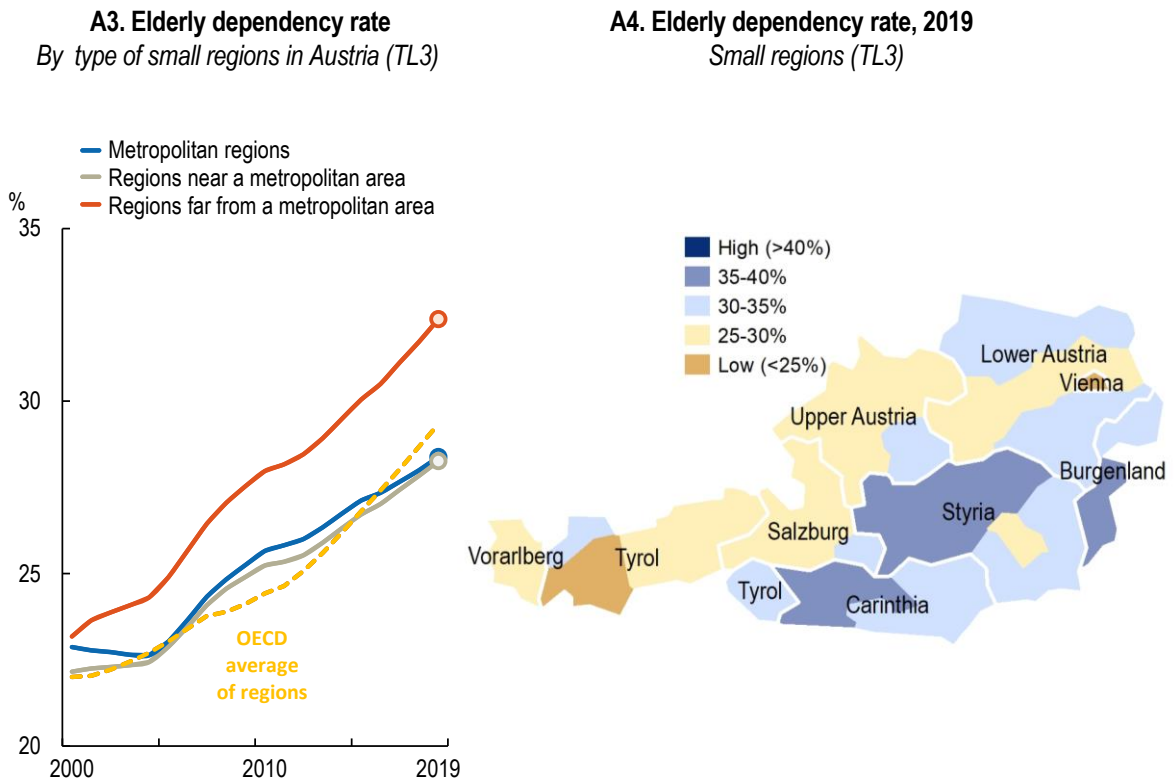 A3. Elderly dependency rate
By type of small regions in Austria (TL3)
Metropolitan regions
Regions near a metropolitan area
Regions far from a metropolitan area
%
35
30
25
20
2000
2010
2019
OECD
average
of regions
A4. Elderly dependency rate, 2019
Small regions (TL3)
High (>40%)
35-40%
30-35%
25-30%
Low (<25%)
Lower Austria
Vienna
Upper Austria
Burgenland
Styria
Salzburg
Vorarlberg
Tyrol
Tyrol
Carinthia